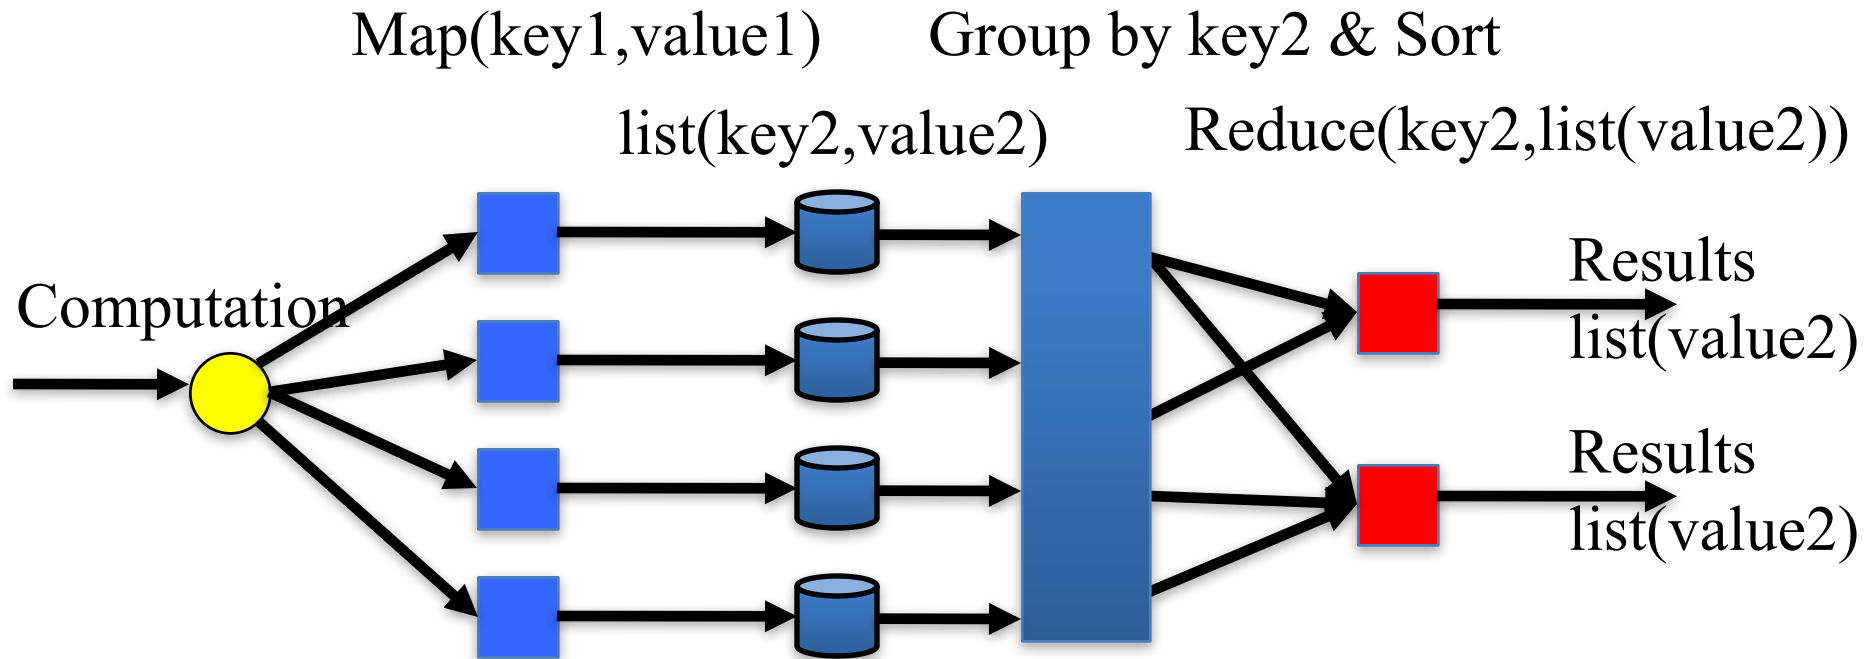 Map(key1,value1)
Group by key2 & Sort
list(key2,value2)
Reduce(key2,list(value2))
Computation
Results
list(value2)
Results
list(value2)